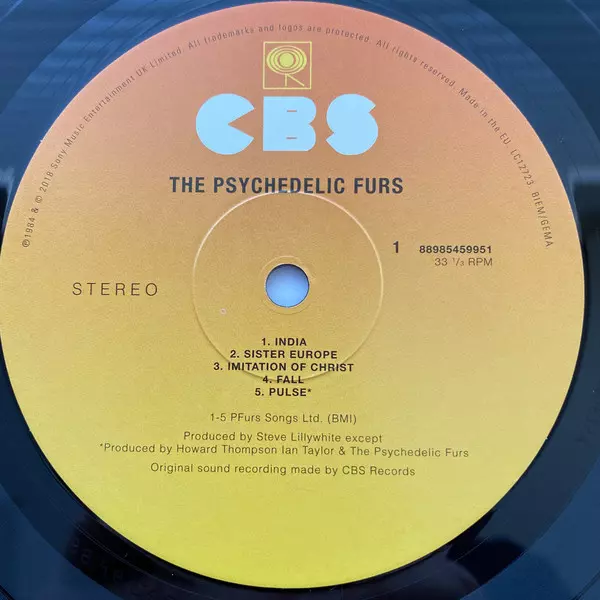 ℗1984 & © 2018 Sony Music Entertainment UK Limited. All trademarks and logos are protected. All rights reserved. Made in the EU. LC12723. BIEM/GEMA.
CBS
THE PSYCHEDELIC FURS
1 88985459951
33 ⅓ RPM
STEREO
1. INDIA
2. SISTER EUROPE
3. IMITATION OF CHRIST
4. FALL
5. PULSE*
1-5 PFurs Songs Ltd. (BMI)
Produced by Steve Lillywhite except
*Produced by Howard Thompson Ian Taylor & The Psychedelic Furs
Original sound recording made by CBS Records